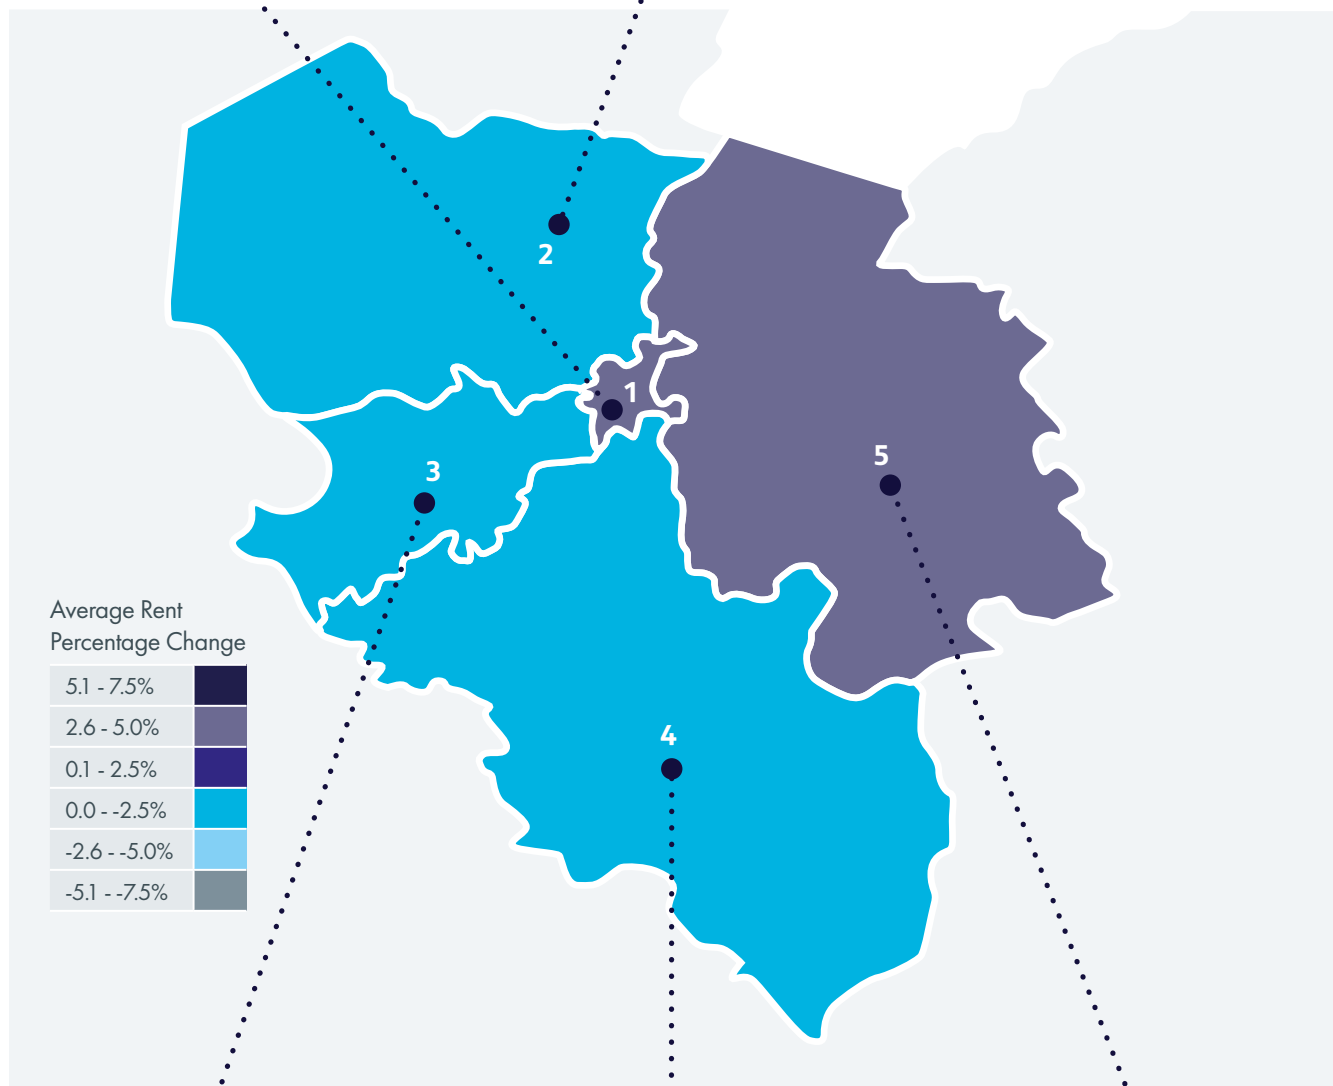 2
1
3
5
4
Average Rent
Percentage Change
5.1 - 7.5%
2.6 - 5.0%
0.1 - 2.5%
0.0 - -2.5%
-2.6 - -5.0%
-5.1 - -7.5%